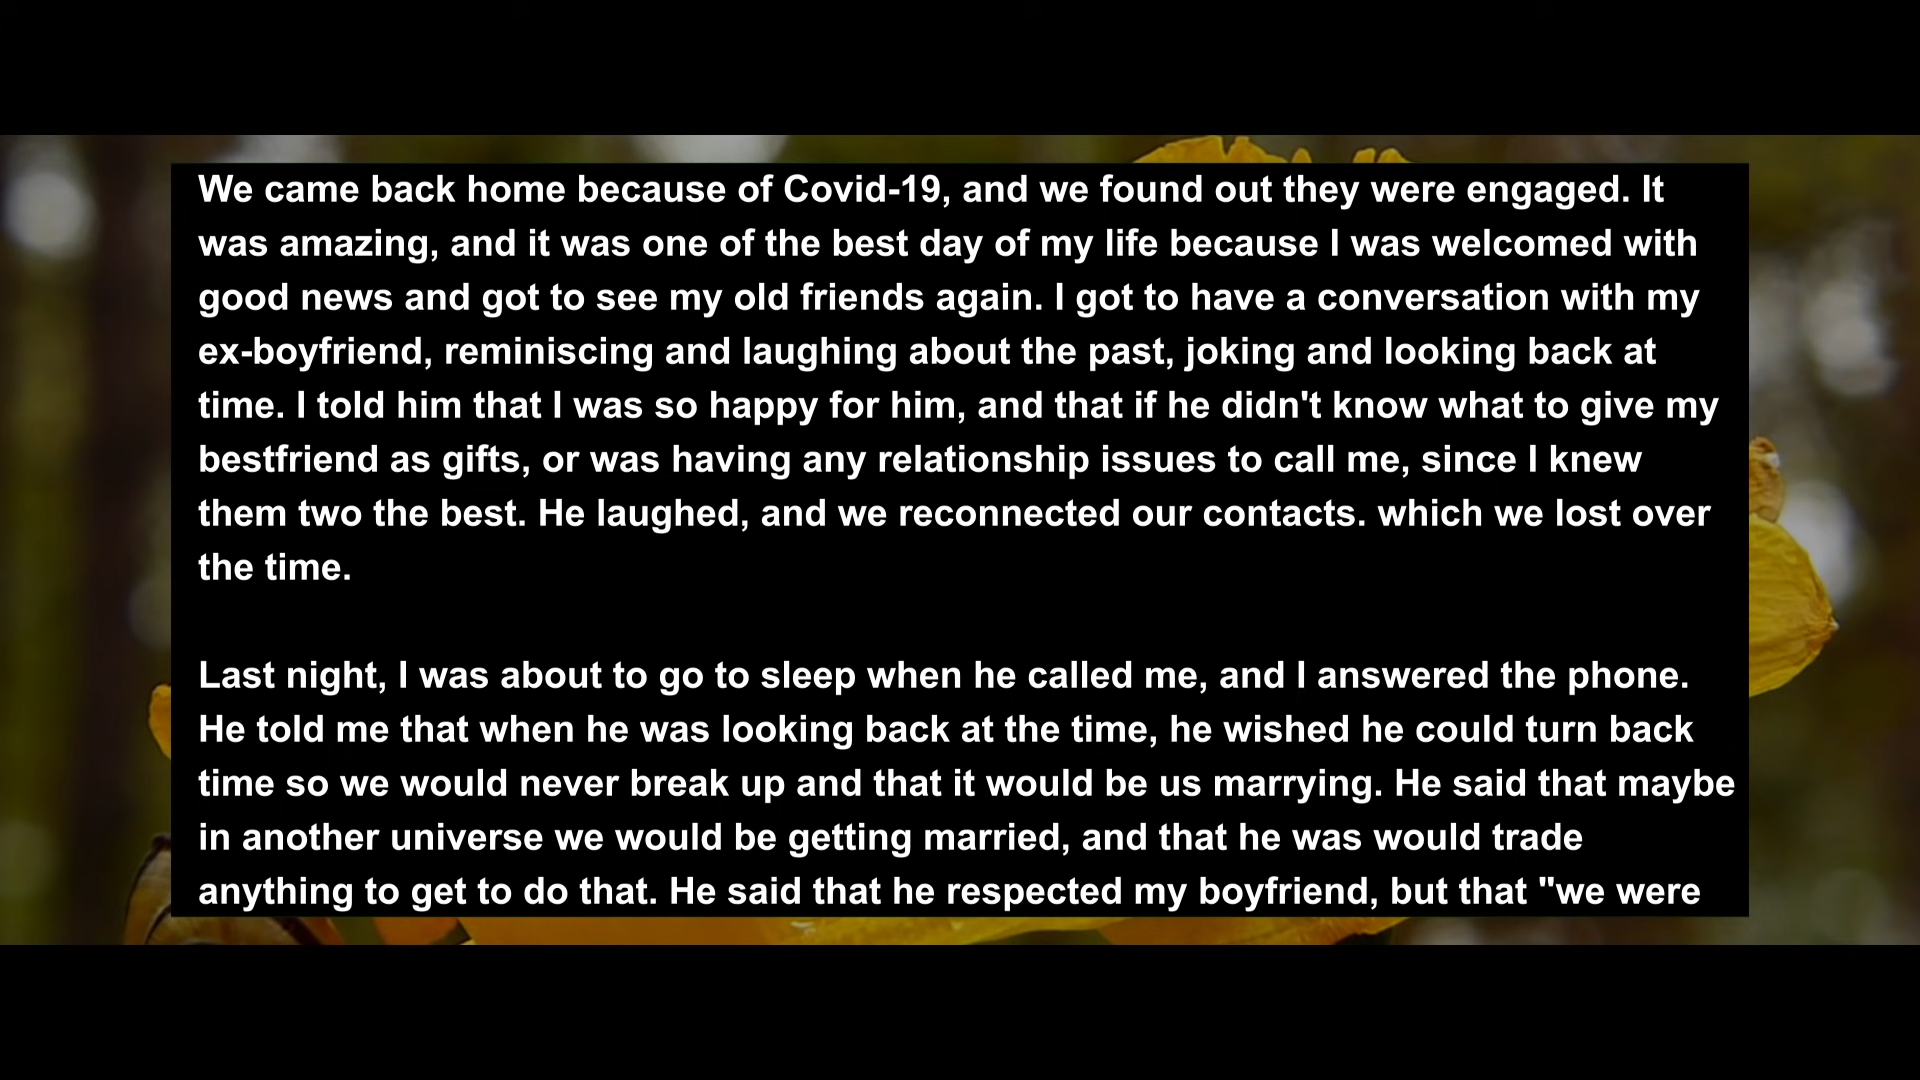 We came back home because of Covid-19, and we found out they were engaged. It
was amazing, and it was one of the best day of my life because I was welcomed with
good news and got to see my old friends again. I got to have a conversation with my
ex-boyfriend, reminiscing and laughing about the past, joking and looking back at
time. I told him that I was so happy for him, and that if he didn't know what to give my
bestfriend as gifts, or was having any relationship issues to call me, since I knew
them two the best. He laughed, and we reconnected our contacts. which we lost over
the time.
Last night, I was about to go to sleep when he called me, and I answered the phone.
He told me that when he was looking back at the time, he wished he could turn back
time so we would never break up and that it would be us marrying. He said that maybe
in another universe we would be getting married, and that he was would trade
anything to get to do that. He said that he respected my boyfriend, but that "we were